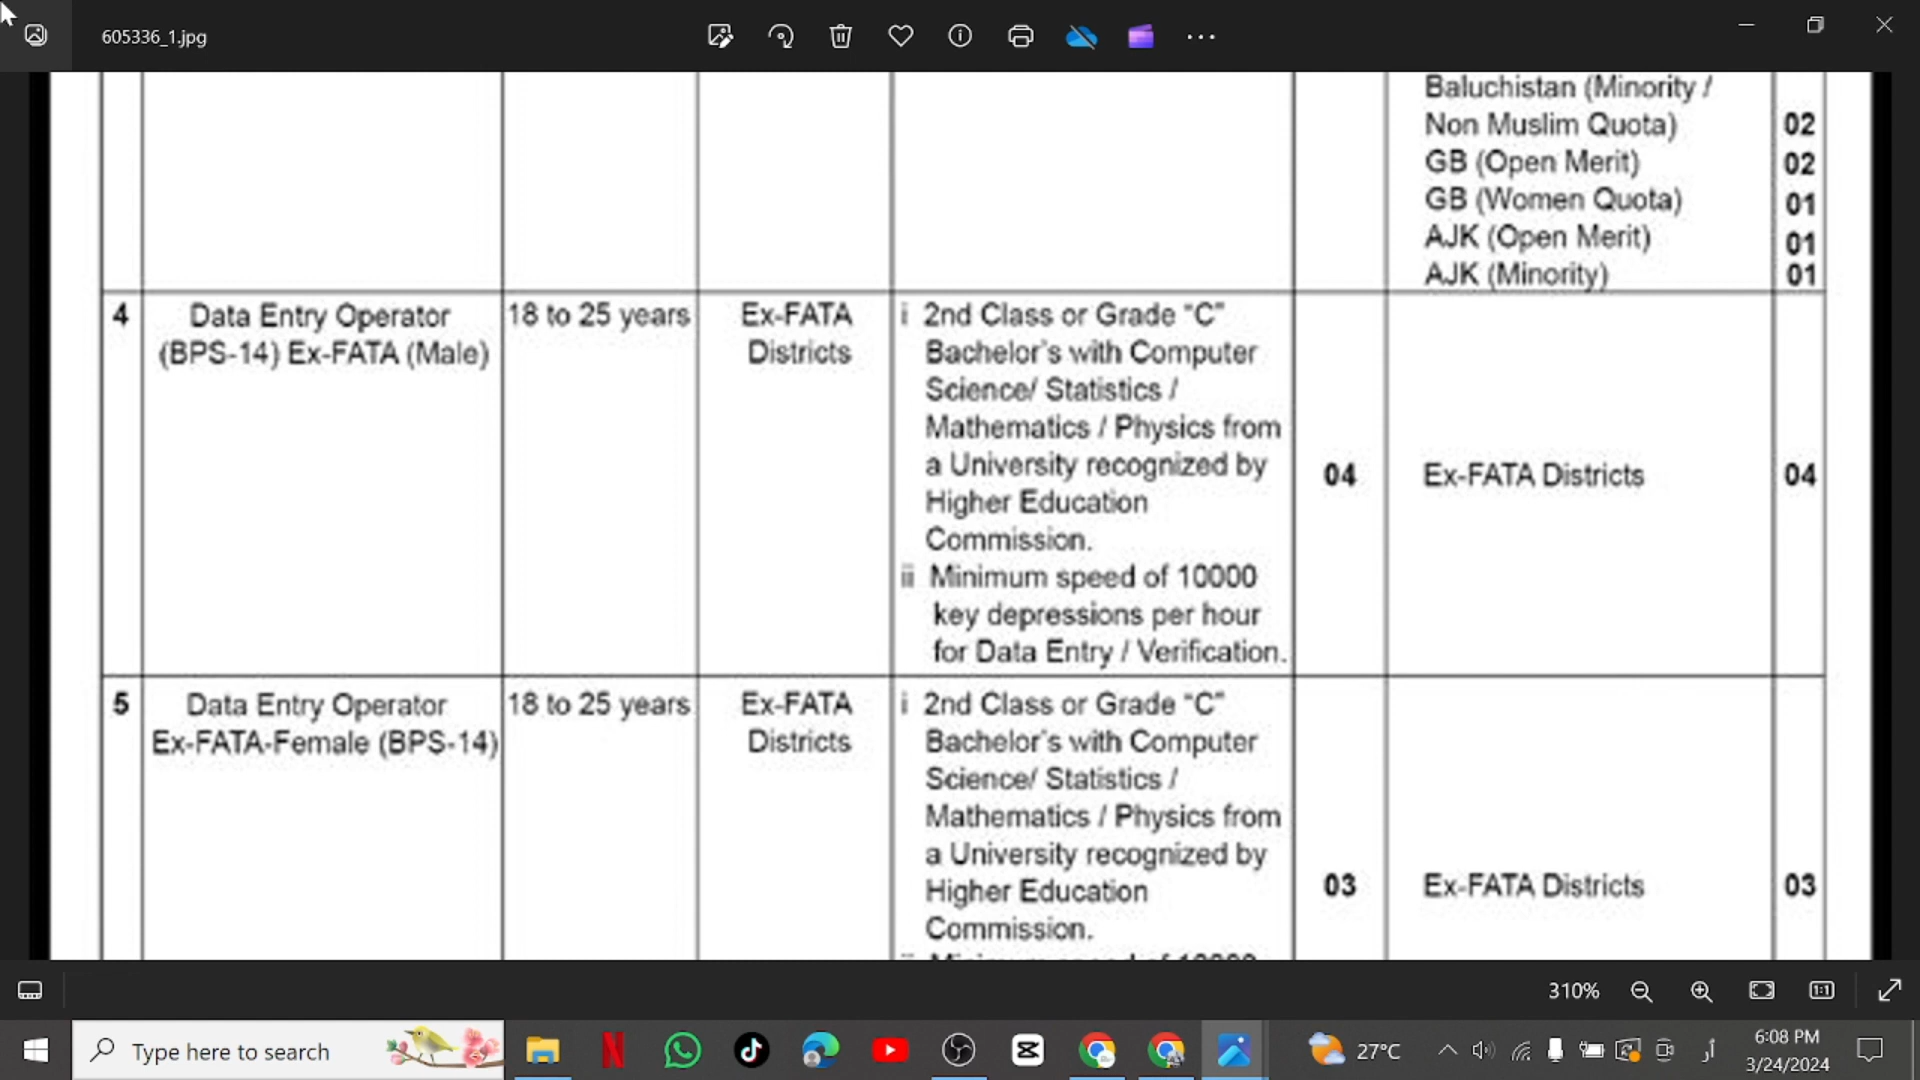 605336_1.jpg
Baluchistan (Minority /
Non Muslim Quota) 02
GB (Open Merit) 02
GB (Women Quota) 01
AJK (Open Merit) 01
AJK (Minority) 01
4
Data Entry Operator
(BPS-14) Ex-FATA (Male)
18 to 25 years
Ex-FATA
Districts
i 2nd Class or Grade "C"
Bachelor's with Computer
Science/ Statistics /
Mathematics / Physics from
a University recognized by
Higher Education
Commission.
ii Minimum speed of 10000
key depressions per hour
for Data Entry / Verification.
04
Ex-FATA Districts
04
5
Data Entry Operator
Ex-FATA-Female (BPS-14)
18 to 25 years
Ex-FATA
Districts
i 2nd Class or Grade "C"
Bachelor's with Computer
Science/ Statistics /
Mathematics / Physics from
a University recognized by
Higher Education
Commission.
03
Ex-FATA Districts
03
310%
Type here to search
27°C
6:08 PM
3/24/2024